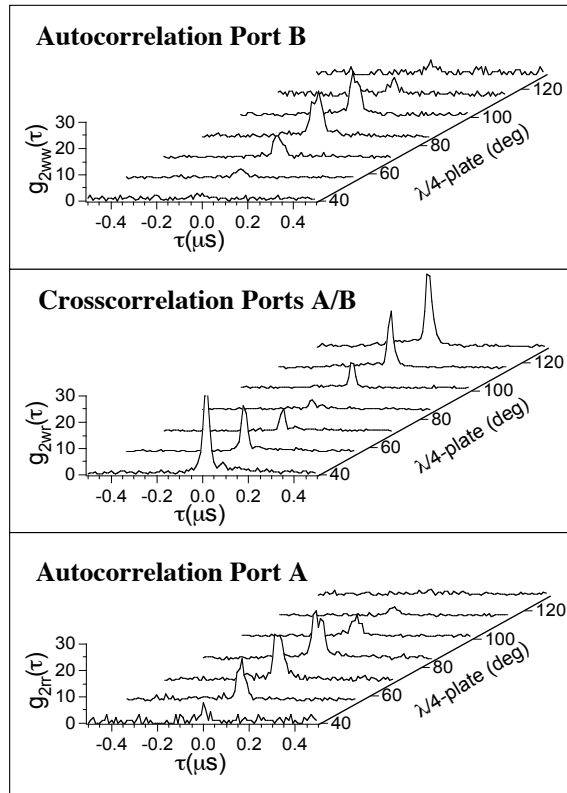 Autocorrelation Port B
g2ww(τ)
30
20
10
0
-0.4 -0.2 0.0 0.2 0.4
τ(μs)
40
60
80
100
120
λ/4-plate (deg)
Crosscorrelation Ports A/B
g2wr(τ)
30
20
10
0
-0.4 -0.2 0.0 0.2 0.4
τ(μs)
40
60
80
100
120
λ/4-plate (deg)
Autocorrelation Port A
g2rr(τ)
30
20
10
0
-0.4 -0.2 0.0 0.2 0.4
τ(μs)
40
60
80
100
120
λ/4-plate (deg)